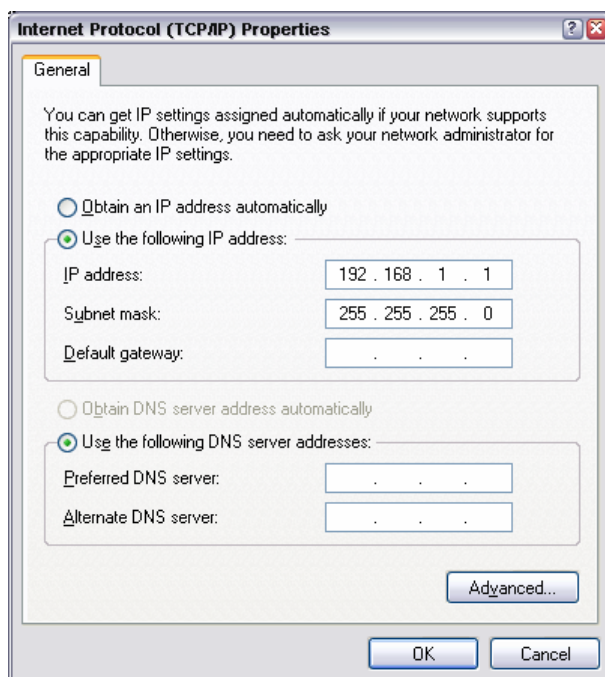 Internet Protocol (TCP/IP) Properties
General
You can get IP settings assigned automatically if your network supports
this capability. Otherwise, you need to ask your network administrator for
the appropriate IP settings.
Obtain an IP address automatically
Use the following IP address:
IP address: 192 . 168 . 1 . 1
Subnet mask: 255 . 255 . 255 . 0
Default gateway: . . .
Obtain DNS server address automatically
Use the following DNS server addresses:
Preferred DNS server: . . .
Alternate DNS server: . . .
Advanced...
OK Cancel